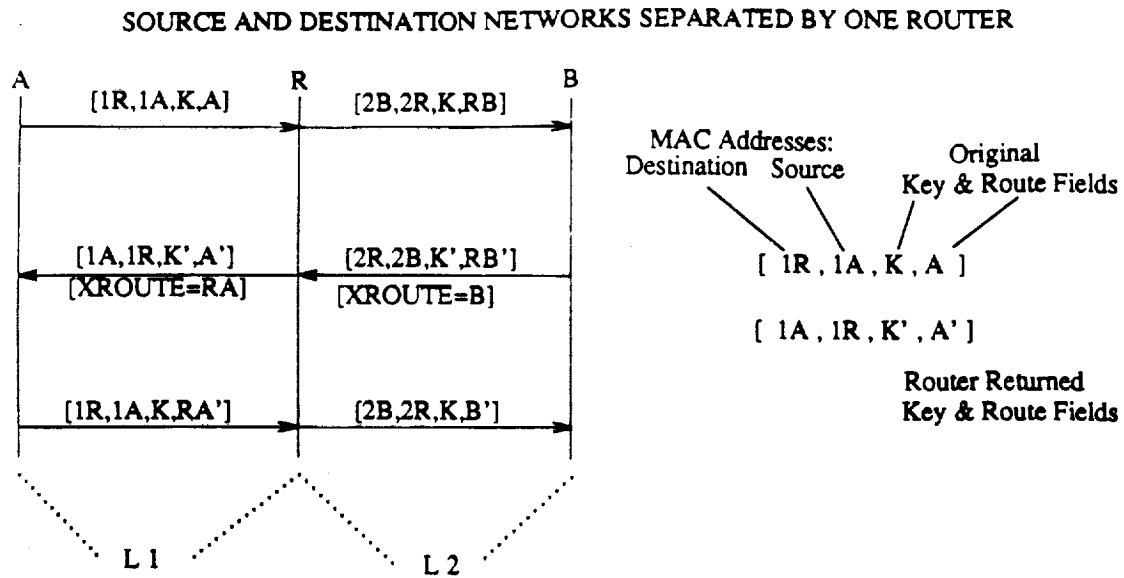 SOURCE AND DESTINATION NETWORKS SEPARATED BY ONE ROUTER
A R B
[1R,1A,K,A] [2B,2R,K,RB]
[1A,1R,K',A'] [2R,2B,K',RB']
[XROUTE=RA] [XROUTE=B]
[1R,1A,K,RA'] [2B,2R,K,B']
L 1 L 2
MAC Addresses:
Destination Source
Original
Key & Route Fields
[ 1R , 1A , K , A ]
[ 1A , 1R , K' , A' ]
Router Returned
Key & Route Fields